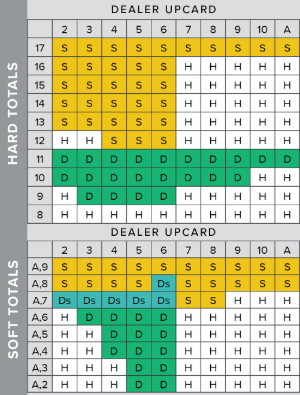 DEALER UPCARD
2 3 4 5 6 7 8 9 10 A
HARD TOTALS
17 S S S S S S S S S S
16 S S S S S H H H H H
15 S S S S S H H H H H
14 S S S S S H H H H H
13 S S S S S H H H H H
12 H H S S S H H H H H
11 D D D D D D D D D D
10 D D D D D D D D H H
9 H D D D D H H H H H
8 H H H H H H H H H H
DEALER UPCARD
2 3 4 5 6 7 8 9 10 A
SOFT TOTALS
A,9 S S S S S S S S S S
A,8 S S S S Ds S S S S S
A,7 Ds Ds Ds Ds Ds S S H H H
A,6 H D D D D H H H H H
A,5 H H D D D H H H H H
A,4 H H D D D H H H H H
A,3 H H H D D H H H H H
A,2 H H H D D H H H H H